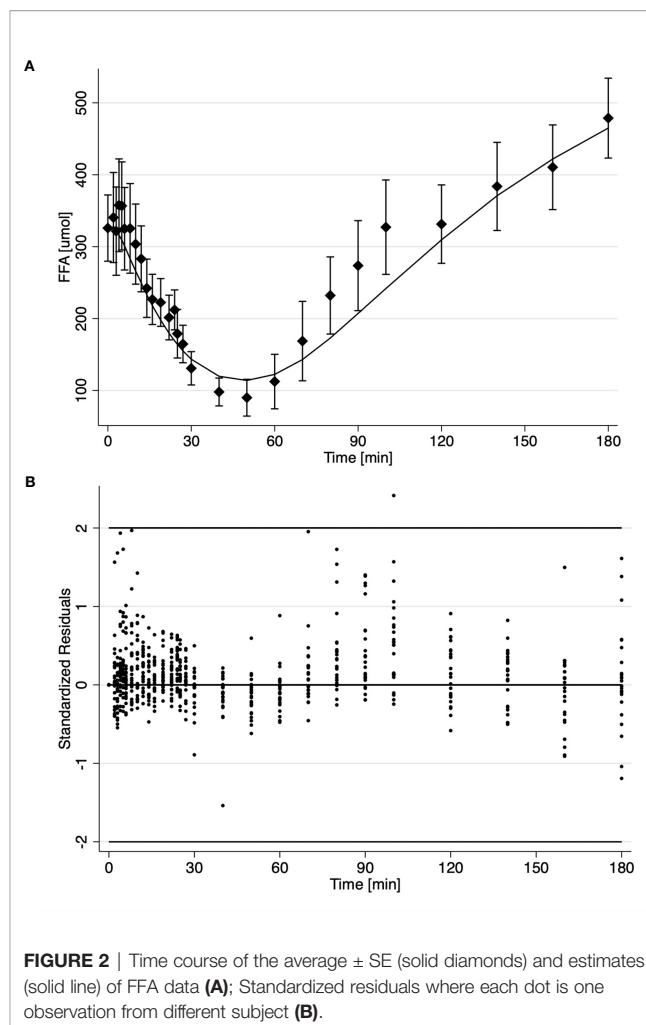 A
FFA [umol]
500
400
300
200
100
0 30 60 90 120 150 180
Time [min]
B
Standardized Residuals
2
1
0
-1
-2
0 30 60 90 120 150 180
Time [min]
FIGURE 2 | Time course of the average ± SE (solid diamonds) and estimates
(solid line) of FFA data (A); Standardized residuals where each dot is one
observation from different subject (B).